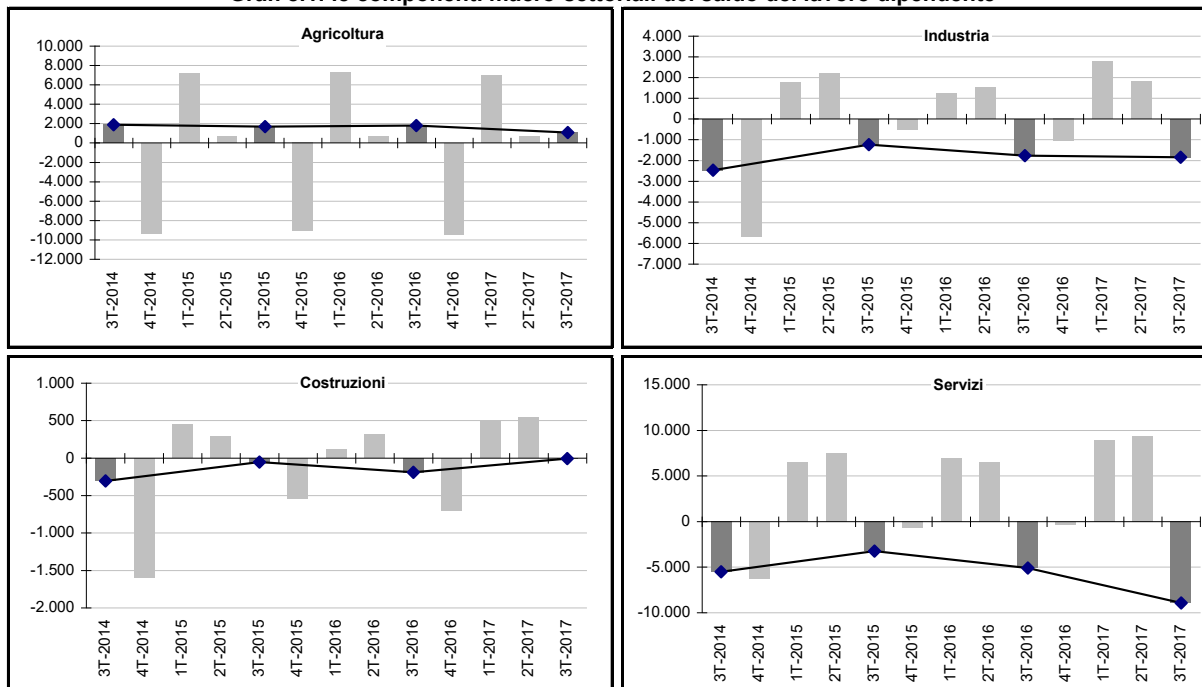 Agricoltura
10.000
8.000
6.000
4.000
2.000
0
-2.000
-4.000
-6.000
-8.000
-10.000
-12.000
3T-2014
4T-2014
1T-2015
2T-2015
3T-2015
4T-2015
1T-2016
2T-2016
3T-2016
4T-2016
1T-2017
2T-2017
3T-2017
Industria
4.000
3.000
2.000
1.000
0
-1.000
-2.000
-3.000
-4.000
-5.000
-6.000
-7.000
3T-2014
4T-2014
1T-2015
2T-2015
3T-2015
4T-2015
1T-2016
2T-2016
3T-2016
4T-2016
1T-2017
2T-2017
3T-2017
Costruzioni
1.000
500
0
-500
-1.000
-1.500
-2.000
3T-2014
4T-2014
1T-2015
2T-2015
3T-2015
4T-2015
1T-2016
2T-2016
3T-2016
4T-2016
1T-2017
2T-2017
3T-2017
Servizi
15.000
10.000
5.000
0
-5.000
-10.000
3T-2014
4T-2014
1T-2015
2T-2015
3T-2015
4T-2015
1T-2016
2T-2016
3T-2016
4T-2016
1T-2017
2T-2017
3T-2017